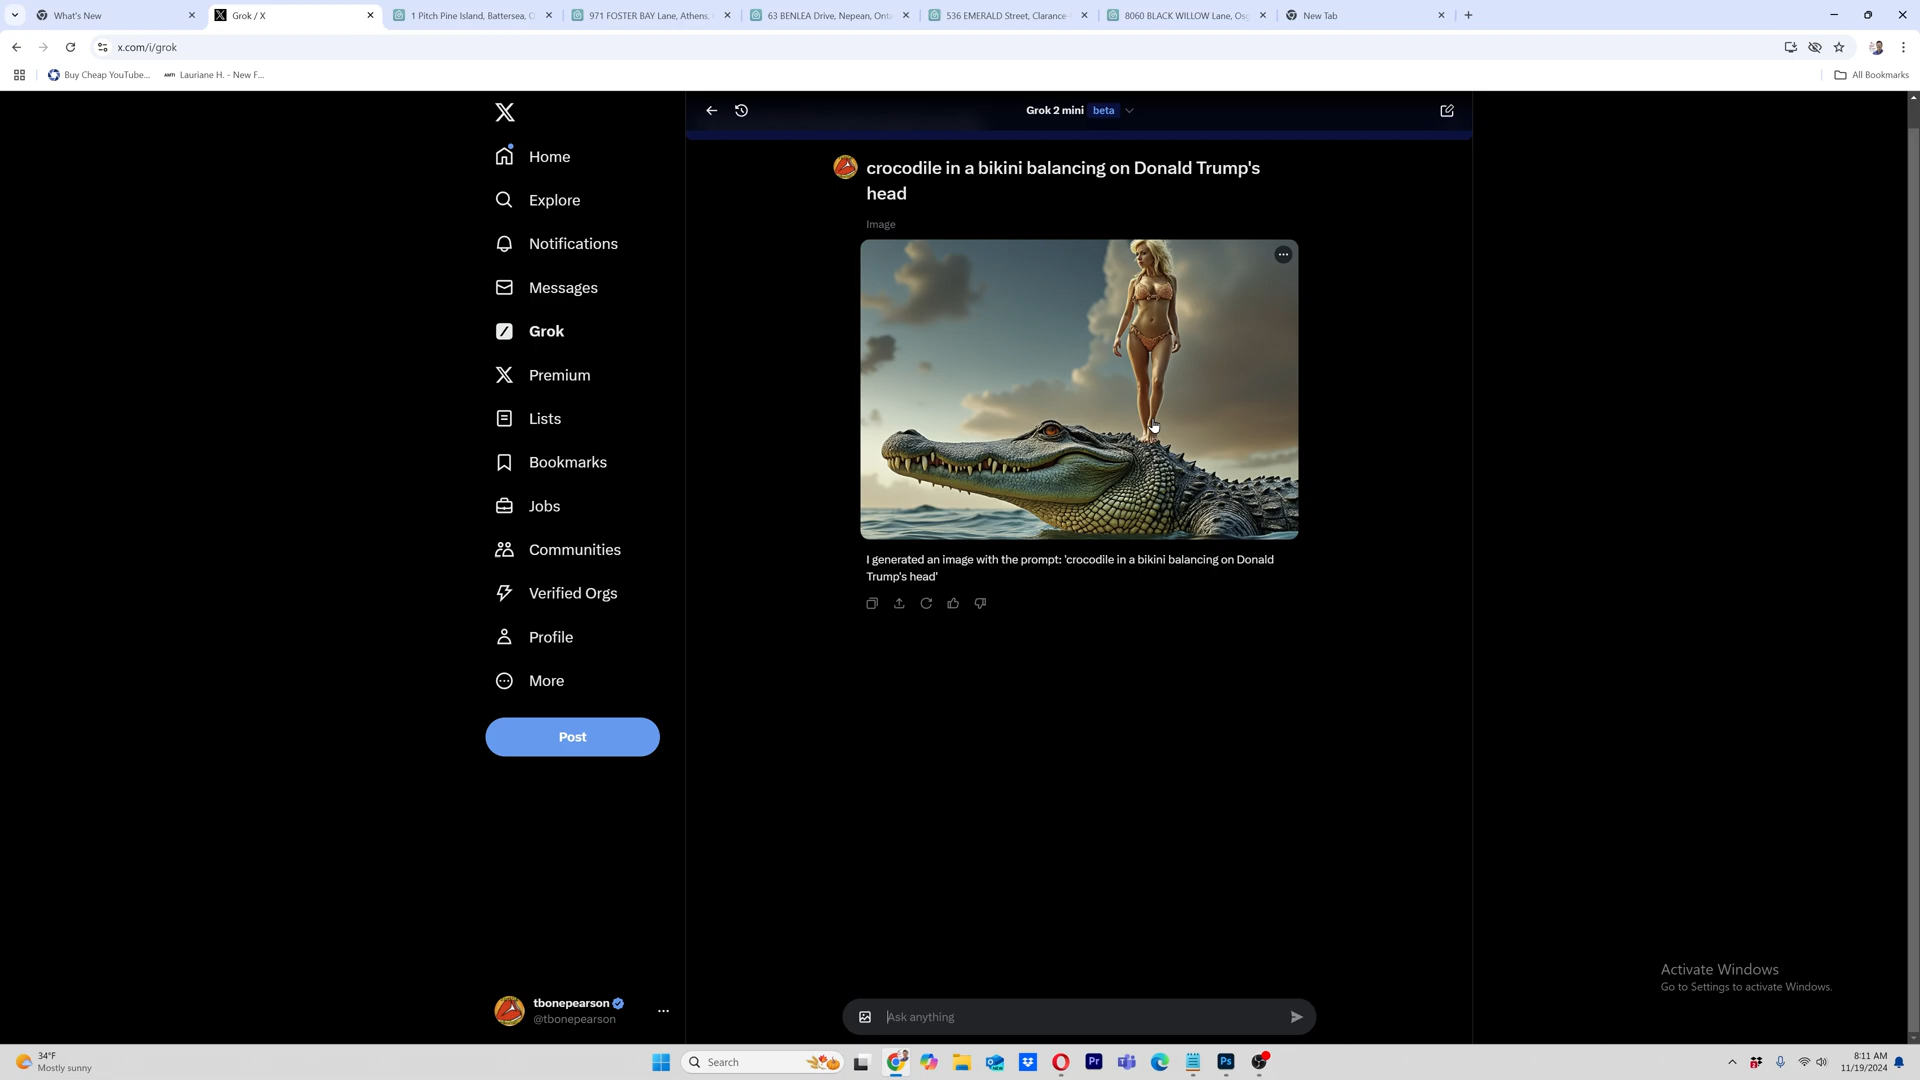 What's New
Grok / X
1 Pitch Pine Island, Battersea, O
971 FOSTER BAY Lane, Athens,
63 BENLEA Drive, Nepean, Onta
536 EMERALD Street, Clarance-
8060 BLACK WILLOW Lane, Osg
New Tab
x.com/i/grok
Buy Cheap YouTube...
AMTI Lauriane H. - New F...
All Bookmarks
Grok 2 mini beta
Home
Explore
Notifications
Messages
Grok
Premium
Lists
Bookmarks
Jobs
Communities
Verified Orgs
Profile
More
Post
crocodile in a bikini balancing on Donald Trump's
head
Image
I generated an image with the prompt: 'crocodile in a bikini balancing on Donald
Trump's head'
Activate Windows
Go to Settings to activate Windows.
tbonepearson
@tbonepearson
Ask anything
34°F
Mostly sunny
Search
8:11 AM
11/19/2024